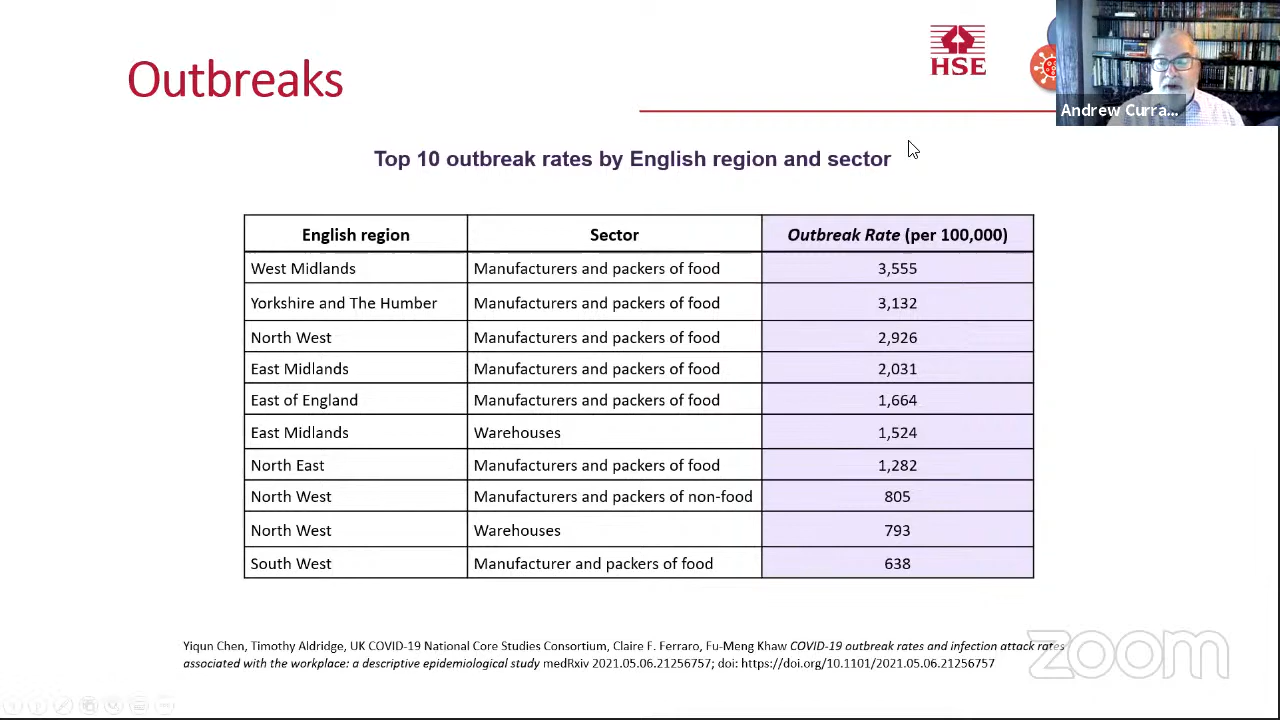 Outbreaks
HSE
Andrew Curra...
Top 10 outbreak rates by English region and sector
English region Sector Outbreak Rate (per 100,000)
West Midlands Manufacturers and packers of food 3,555
Yorkshire and The Humber Manufacturers and packers of food 3,132
North West Manufacturers and packers of food 2,926
East Midlands Manufacturers and packers of food 2,031
East of England Manufacturers and packers of food 1,664
East Midlands Warehouses 1,524
North East Manufacturers and packers of food 1,282
North West Manufacturers and packers of non-food 805
North West Warehouses 793
South West Manufacturer and packers of food 638
Yiqun Chen, Timothy Aldridge, UK COVID-19 National Core Studies Consortium, Claire F. Ferraro, Fu-Meng Khaw COVID-19 outbreak rates and infection attack rates
associated with the workplace: a descriptive epidemiological study medRxiv 2021.05.06.21256757; doi: https://doi.org/10.1101/2021.05.06.21256757
zoom